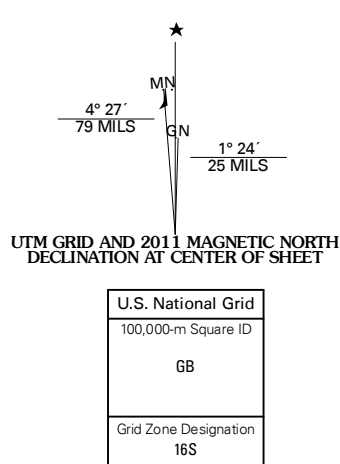 ★
MN
4° 27´
79 MILS
GN
1° 24´
25 MILS
UTM GRID AND 2011 MAGNETIC NORTH
DECLINATION AT CENTER OF SHEET
U.S. National Grid
100,000-m Square ID
GB
Grid Zone Designation
16S